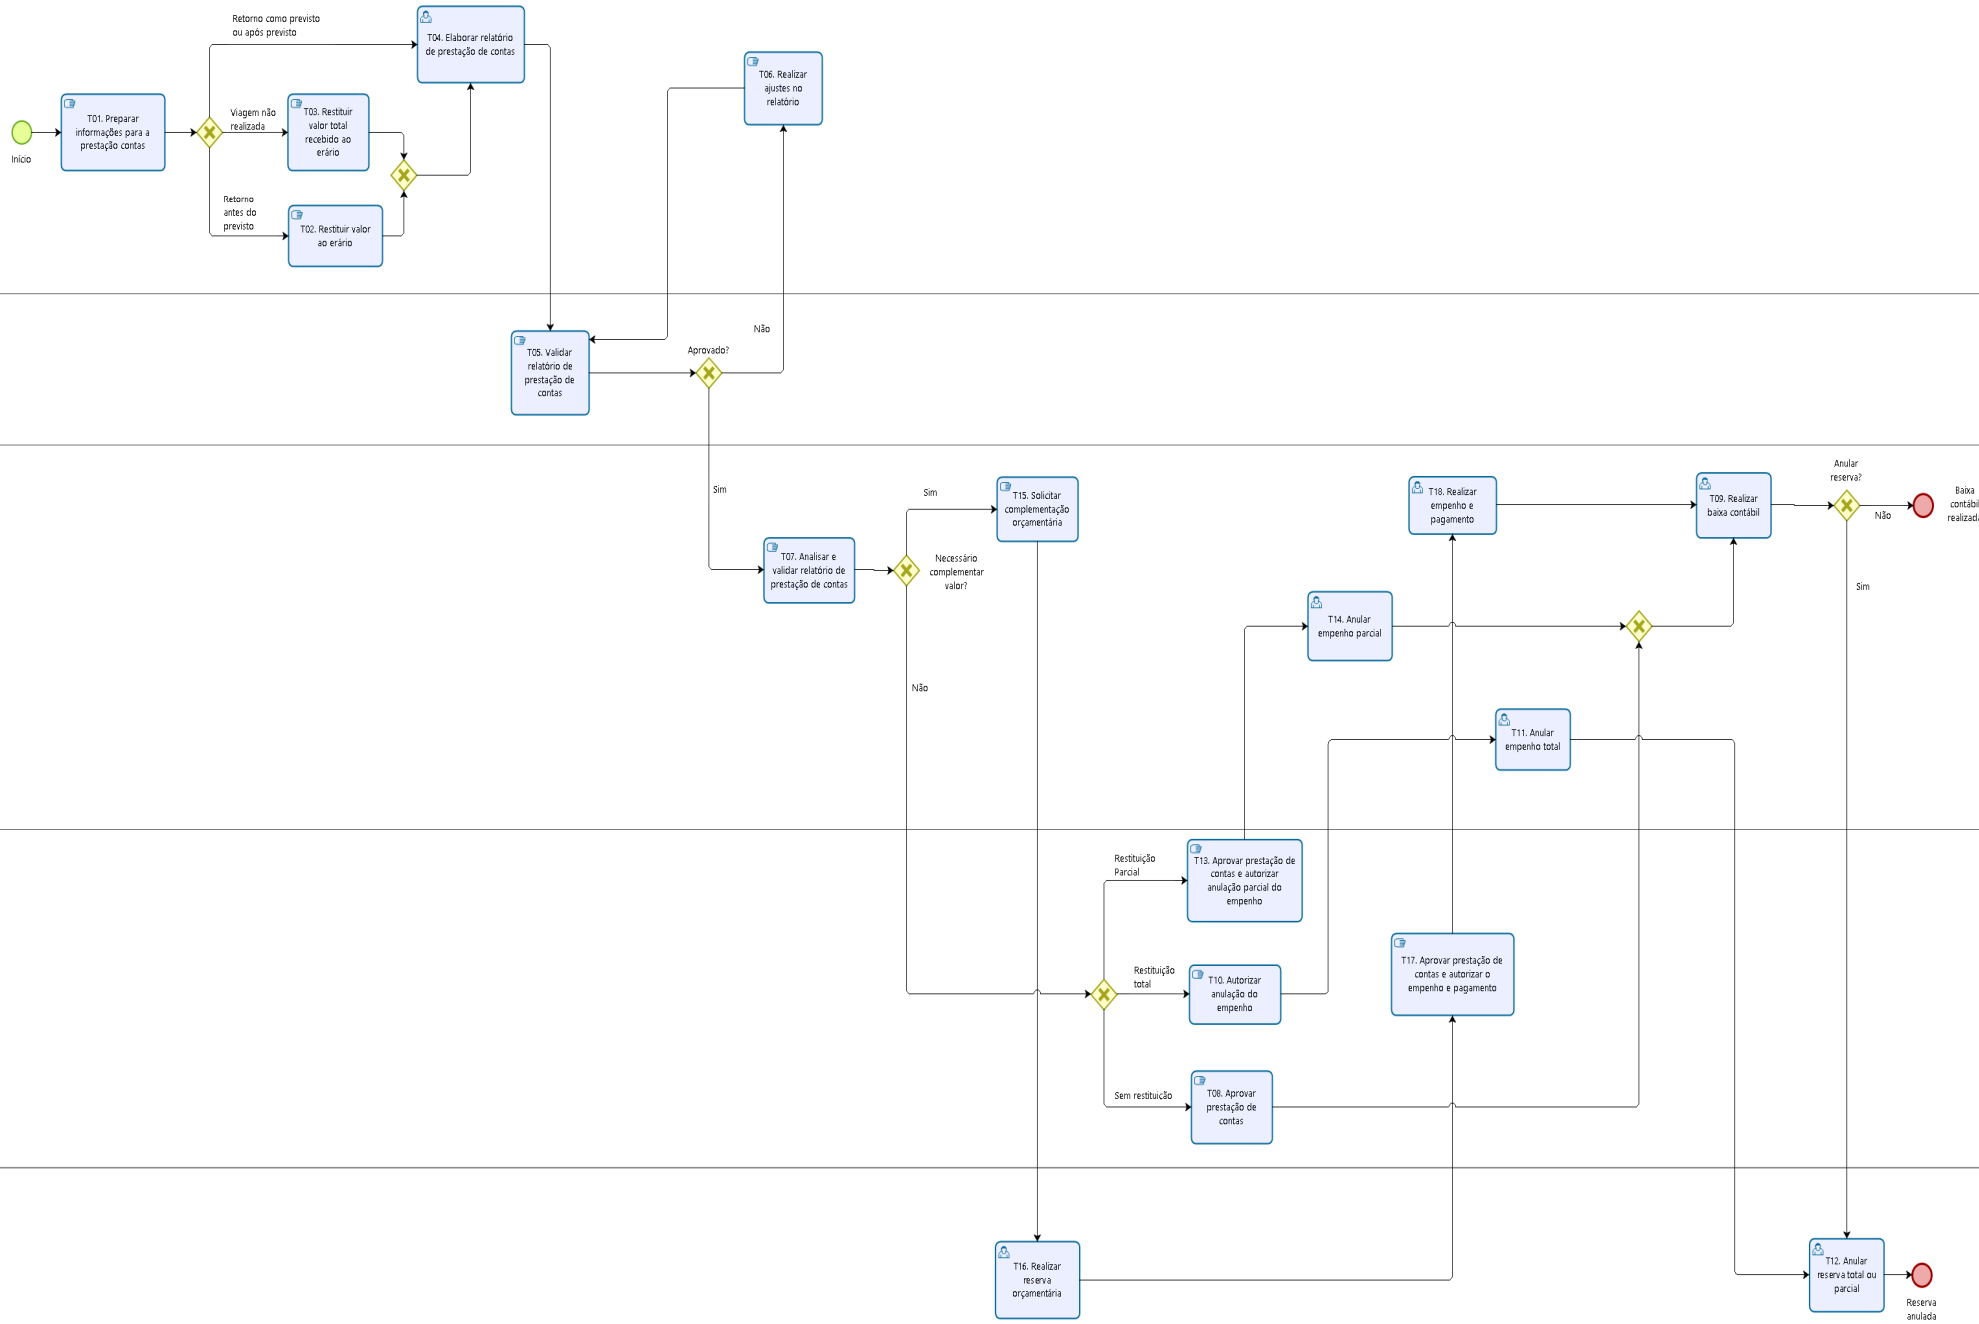 Retorno como previsto
ou após previsto
T04. Elaborar relatório
de prestação de contas
T06. Realizar
ajustes no
relatório
T01. Preparar
informações para a
prestação contas
Viagem não
realizada
T03. Restituir
valor total
recebido ao
erário
Início
Retorno
antes do
previsto
T02. Restituir valor
ao erário
Não
Aprovado?
T05. Validar
relatório de
prestação de
contas
Sim
Sim
T15. Solicitar
complementação
orçamentária
T18. Realizar
empenho e
pagamento
T09. Realizar
baixa contábil
Anular
reserva?
Não
Baixa
contábil
realizada
T07. Analisar e
validar relatório de
prestação de contas
Necessário
complementar
valor?
Sim
T14. Anular
empenho parcial
Não
T11. Anular
empenho total
Restituição
Parcial
T13. Aprovar prestação de
contas e autorizar
anulação parcial do
empenho
Restituição
total
T10. Autorizar
anulação do
empenho
T17. Aprovar prestação de
contas e autorizar o
empenho e pagamento
Sem restituição
T08. Aprovar
prestação de
contas
T16. Realizar
reserva
orçamentária
T12. Anular
reserva total ou
parcial
Reserva
anulada